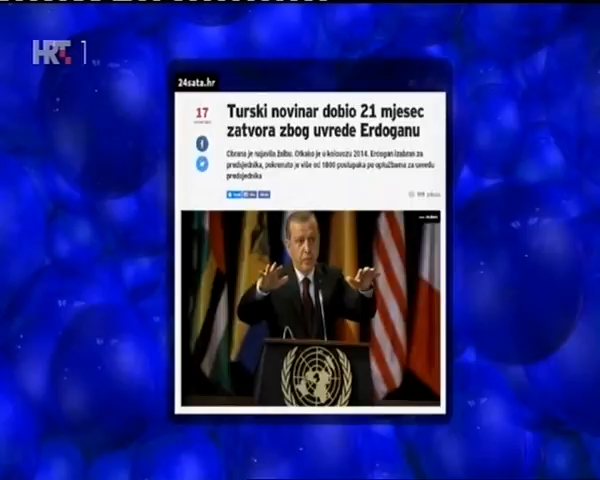 HRT 1
24sata.hr
17
Turski novinar dobio 21 mjesec
zatvora zbog uvrede Erdoganu
Obrana je najavila žalbu. Otkako je u kolovozu 2014. Erdogan izabran za
predsjednika, pokrenuto je više od 1800 postupaka po optužbama za uvredu
predsjednika